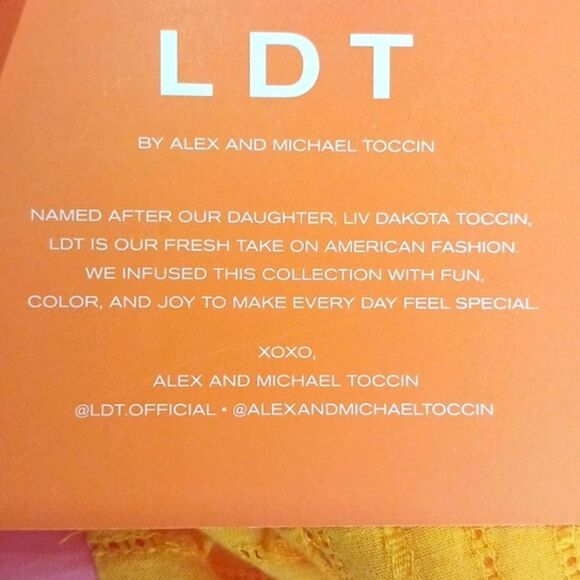 LDT
BY ALEX AND MICHAEL TOCCIN
NAMED AFTER OUR DAUGHTER, LIV DAKOTA TOCCIN,
LDT IS OUR FRESH TAKE ON AMERICAN FASHION.
WE INFUSED THIS COLLECTION WITH FUN,
COLOR, AND JOY TO MAKE EVERY DAY FEEL SPECIAL.
XOXO,
ALEX AND MICHAEL TOCCIN
@LDT.OFFICIAL • @ALEXANDMICHAELTOCCIN